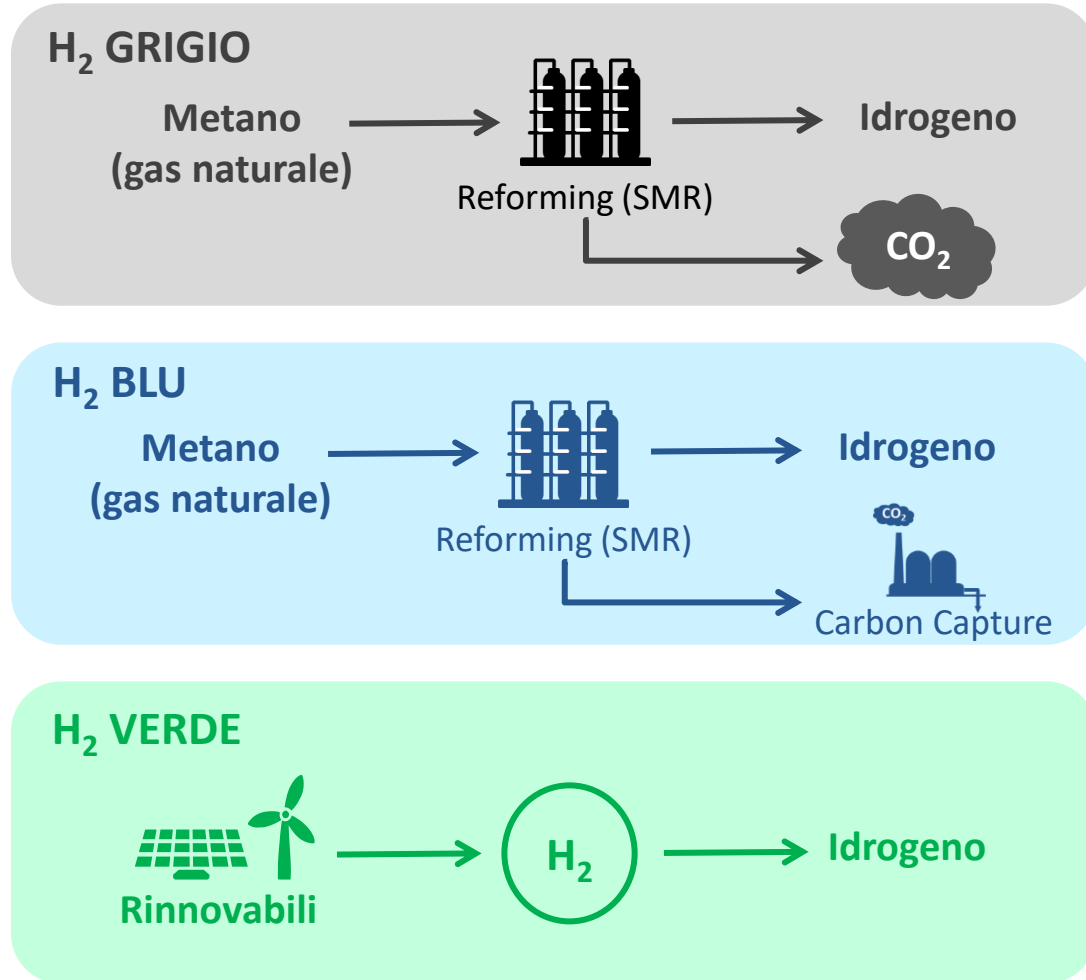 H₂ GRIGIO
Metano
(gas naturale)
Reforming (SMR)
Idrogeno
CO₂
H₂ BLU
Metano
(gas naturale)
Reforming (SMR)
Idrogeno
CO₂
Carbon Capture
H₂ VERDE
Rinnovabili
H₂
Idrogeno